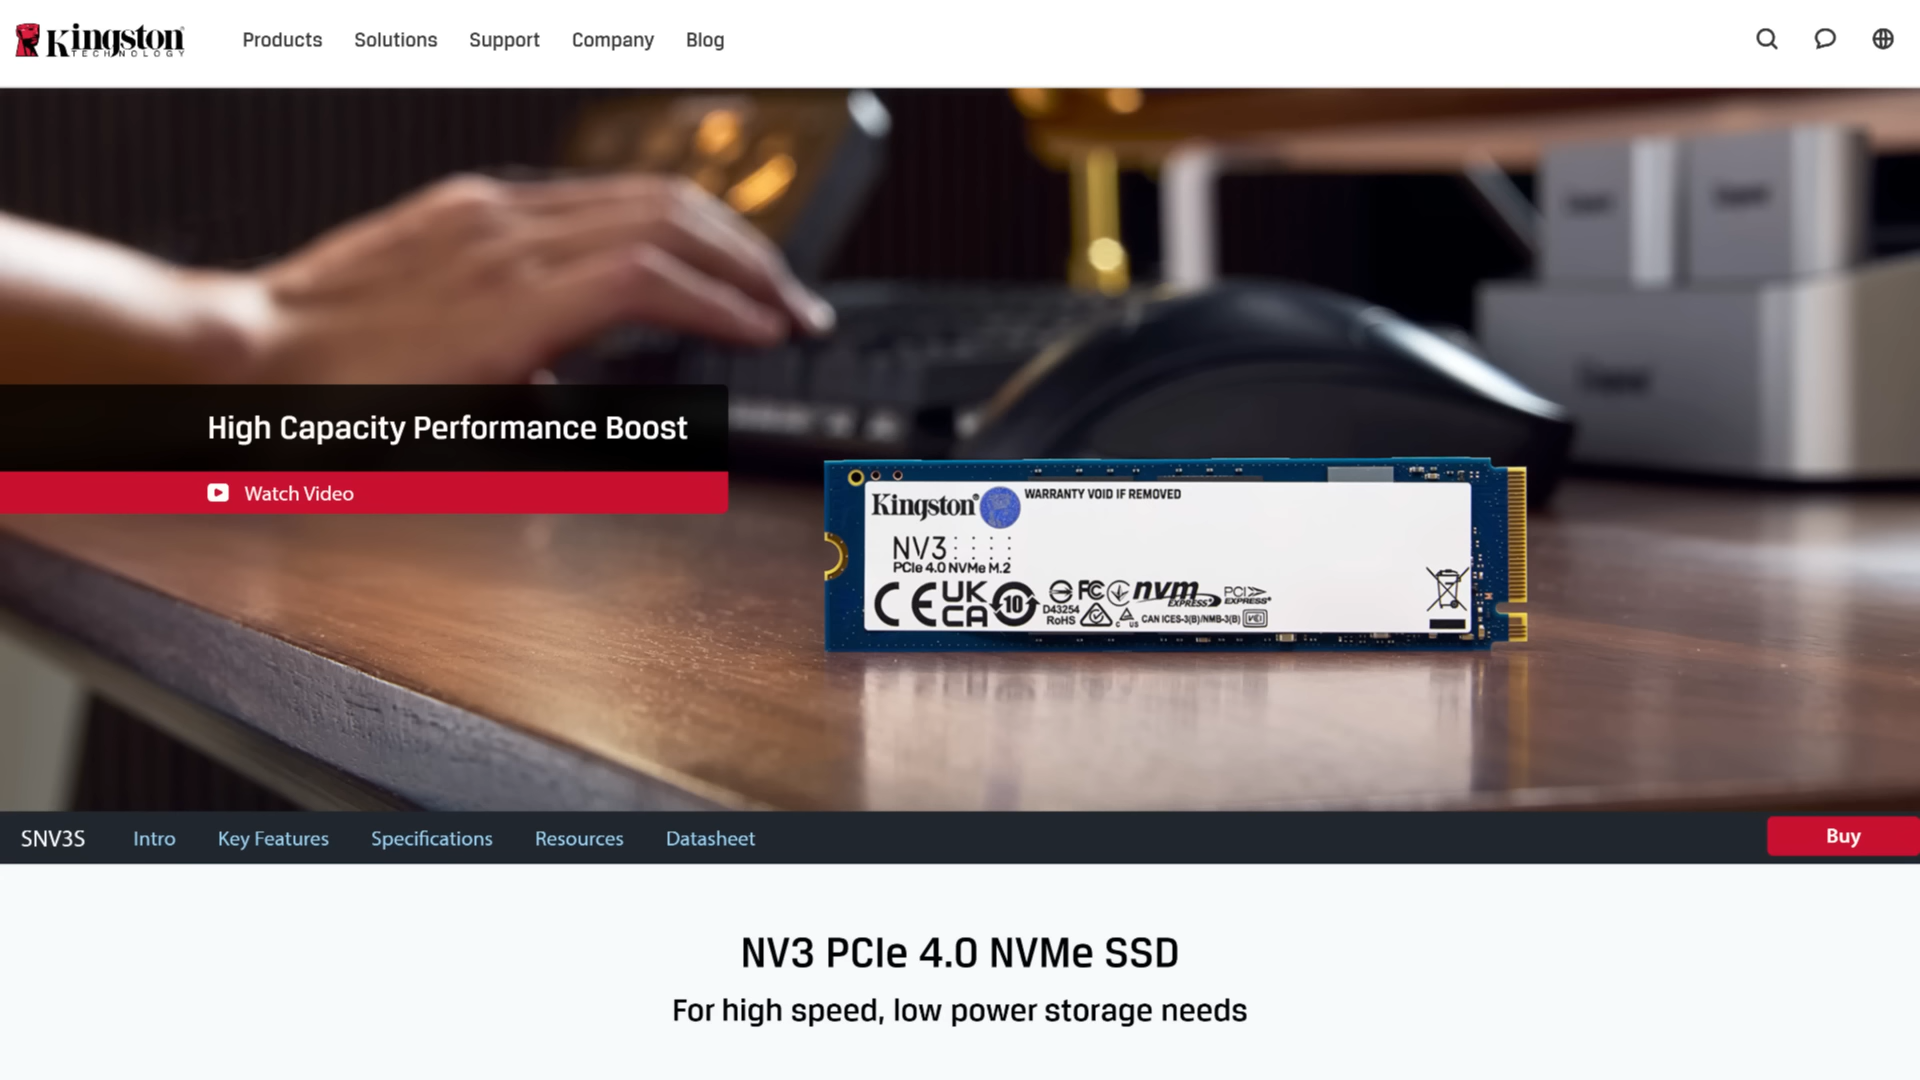 Kingston
TECHNOLOGY
Products
Solutions
Support
Company
Blog
High Capacity Performance Boost
Watch Video
Kingston
WARRANTY VOID IF REMOVED
NV3
PCIe 4.0 NVMe M.2
CE UK CA 10
D43254
RoHS
FC
nvm
EXPRESS
PCI
EXPRESS
C US
CAN ICES-3(B)/NMB-3(B)
SNV3S
Intro
Key Features
Specifications
Resources
Datasheet
Buy
NV3 PCIe 4.0 NVMe SSD
For high speed, low power storage needs